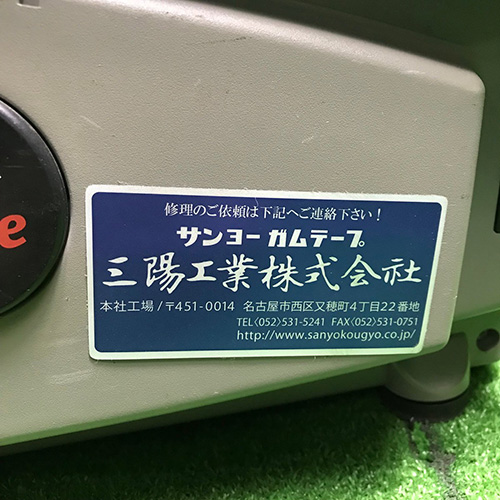 e
修理のご依頼は下記へご連絡下さい!
サンヨーガムテープ
三陽工業株式会社
本社工場/〒451-0014 名古屋市西区又穂町4丁目22番地
TEL〈052〉531-5241 FAX〈052〉531-0751
http://www.sanyokougyo.co.jp/